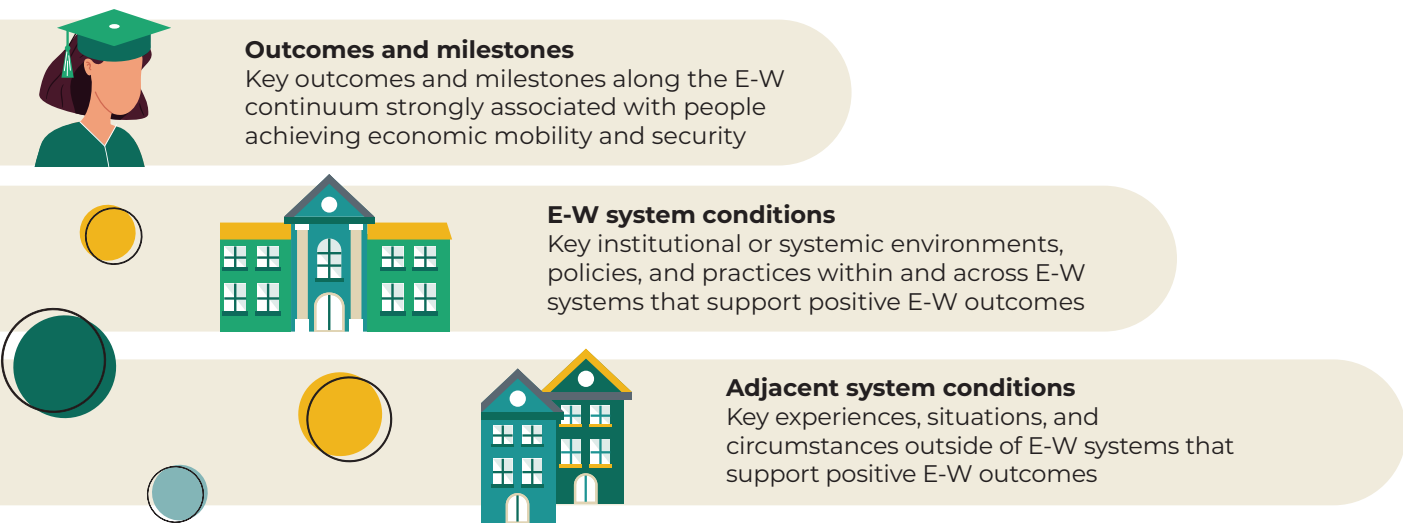 Outcomes and milestones
Key outcomes and milestones along the E-W
continuum strongly associated with people
achieving economic mobility and security
E-W system conditions
Key institutional or systemic environments,
policies, and practices within and across E-W
systems that support positive E-W outcomes
Adjacent system conditions
Key experiences, situations, and
circumstances outside of E-W systems that
support positive E-W outcomes